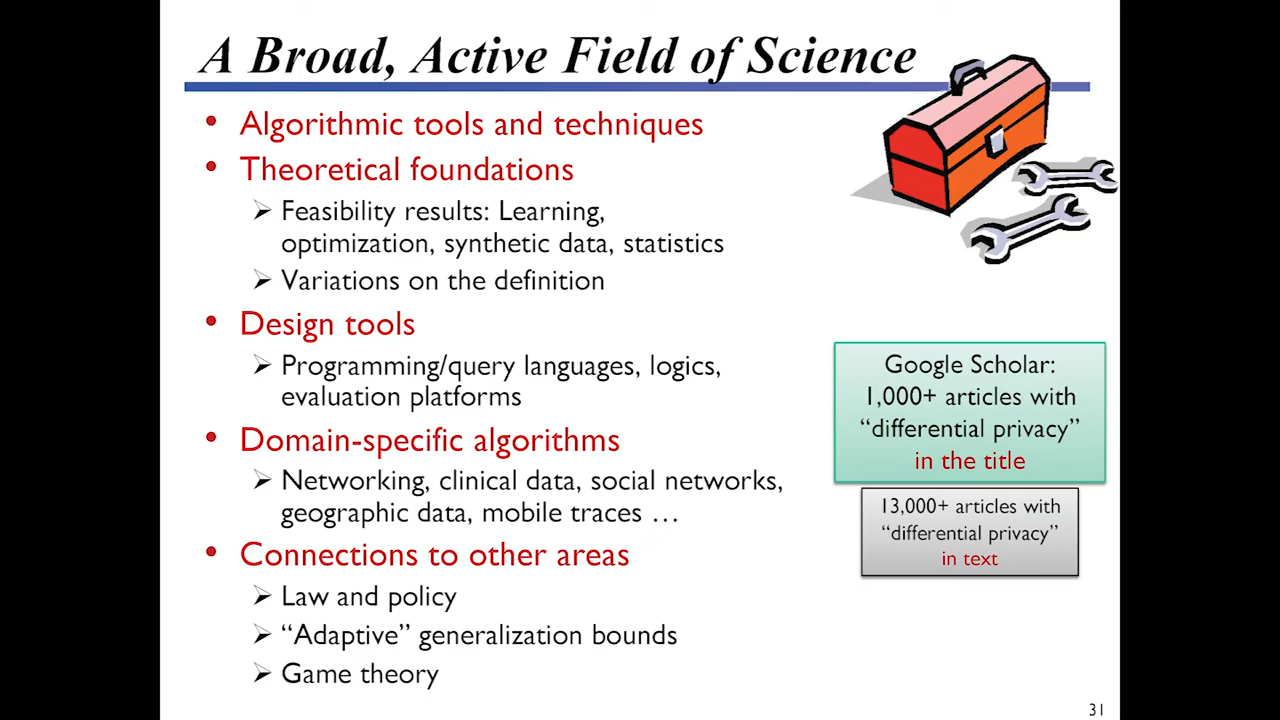 A Broad, Active Field of Science
• Algorithmic tools and techniques
• Theoretical foundations
➢ Feasibility results: Learning,
optimization, synthetic data, statistics
➢ Variations on the definition
• Design tools
➢ Programming/query languages, logics,
evaluation platforms
• Domain-specific algorithms
➢ Networking, clinical data, social networks,
geographic data, mobile traces …
• Connections to other areas
➢ Law and policy
➢ “Adaptive” generalization bounds
➢ Game theory
Google Scholar:
1,000+ articles with
“differential privacy”
in the title
13,000+ articles with
“differential privacy”
in text
31